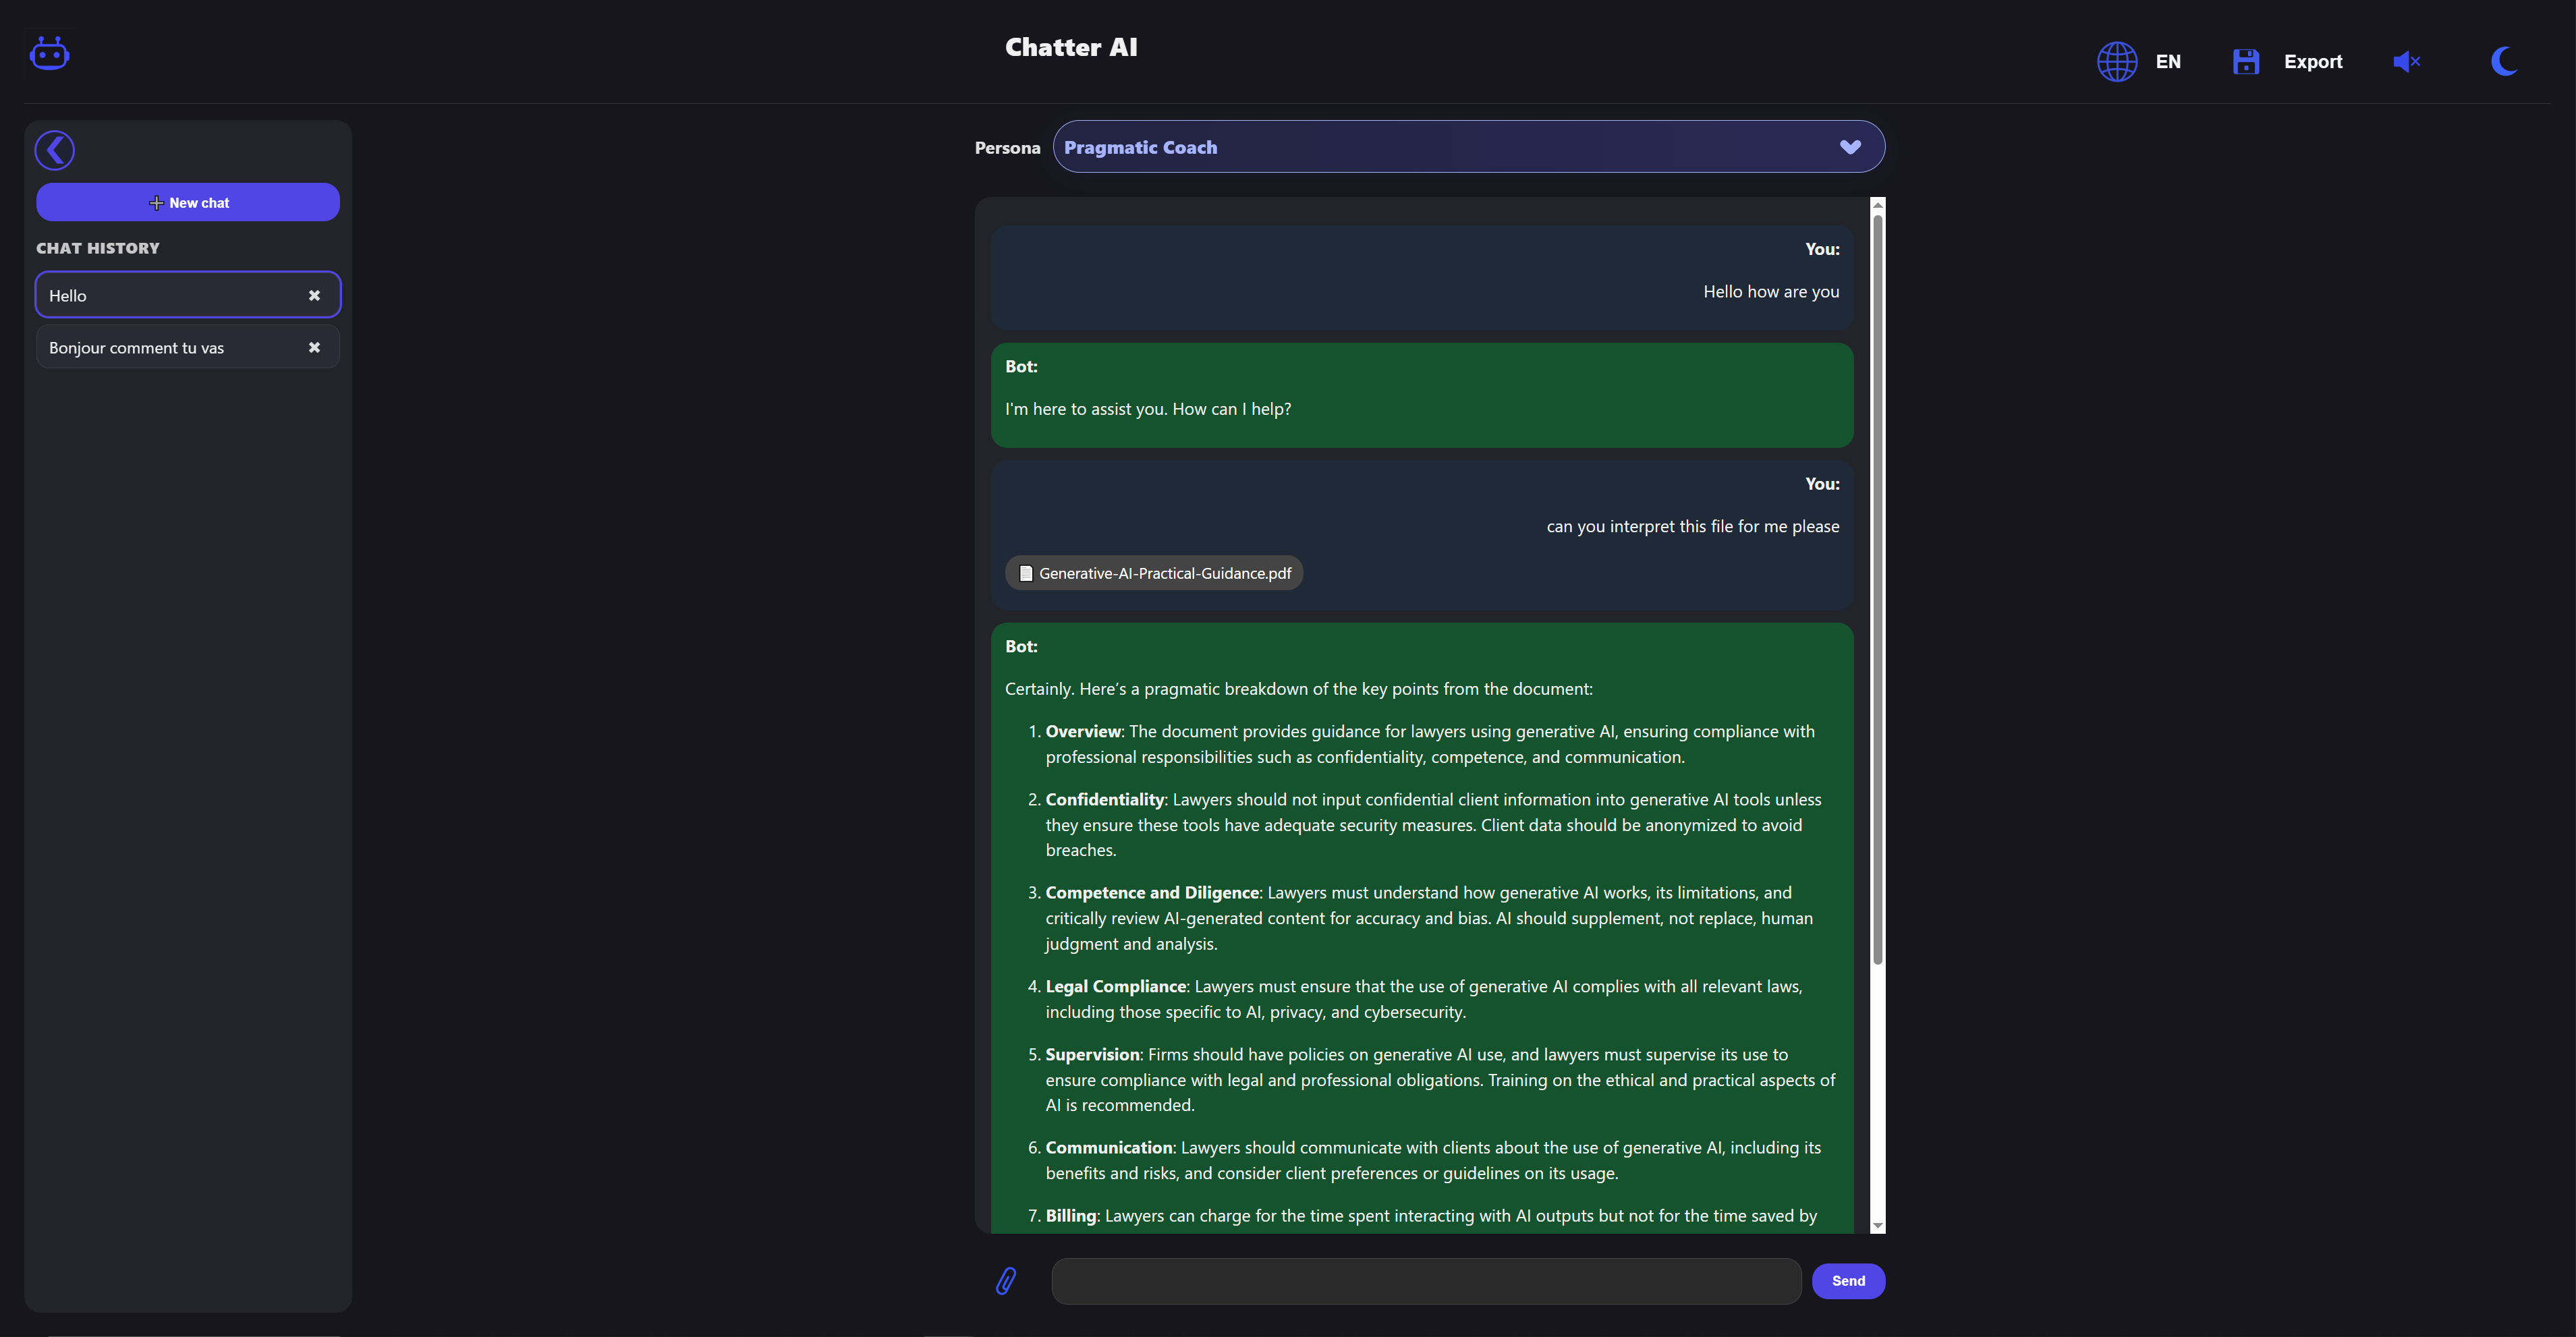 Chatter AI
EN
Export
New chat
CHAT HISTORY
Hello
Bonjour comment tu vas
Persona
Pragmatic Coach
You:
Hello how are you
Bot:
I'm here to assist you. How can I help?
You:
can you interpret this file for me please
Generative-AI-Practical-Guidance.pdf
Bot:
Certainly. Here's a pragmatic breakdown of the key points from the document:
1. Overview: The document provides guidance for lawyers using generative AI, ensuring compliance with
professional responsibilities such as confidentiality, competence, and communication.
2. Confidentiality: Lawyers should not input confidential client information into generative AI tools unless
they ensure these tools have adequate security measures. Client data should be anonymized to avoid
breaches.
3. Competence and Diligence: Lawyers must understand how generative AI works, its limitations, and
critically review AI-generated content for accuracy and bias. AI should supplement, not replace, human
judgment and analysis.
4. Legal Compliance: Lawyers must ensure that the use of generative AI complies with all relevant laws,
including those specific to AI, privacy, and cybersecurity.
5. Supervision: Firms should have policies on generative AI use, and lawyers must supervise its use to
ensure compliance with legal and professional obligations. Training on the ethical and practical aspects of
AI is recommended.
6. Communication: Lawyers should communicate with clients about the use of generative AI, including its
benefits and risks, and consider client preferences or guidelines on its usage.
7. Billing: Lawyers can charge for the time spent interacting with AI outputs but not for the time saved by
Send